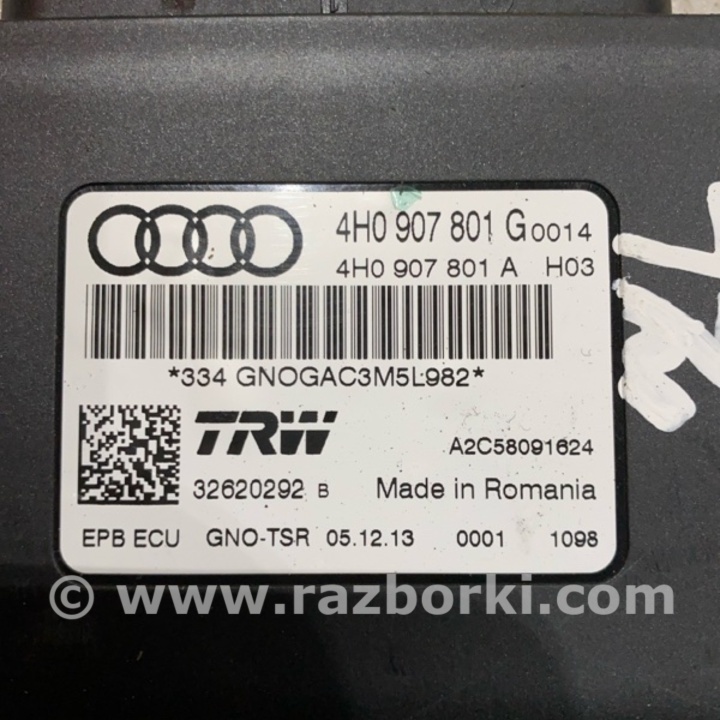 4H0 907 801 G 0014
4H0 907 801 A H03
*334 GNOGAC3M5L982*
TRW
A2C58091624
32620292 B Made in Romania
EPB ECU GNO-TSR 05.12.13 0001 1098
© www.razborki.com